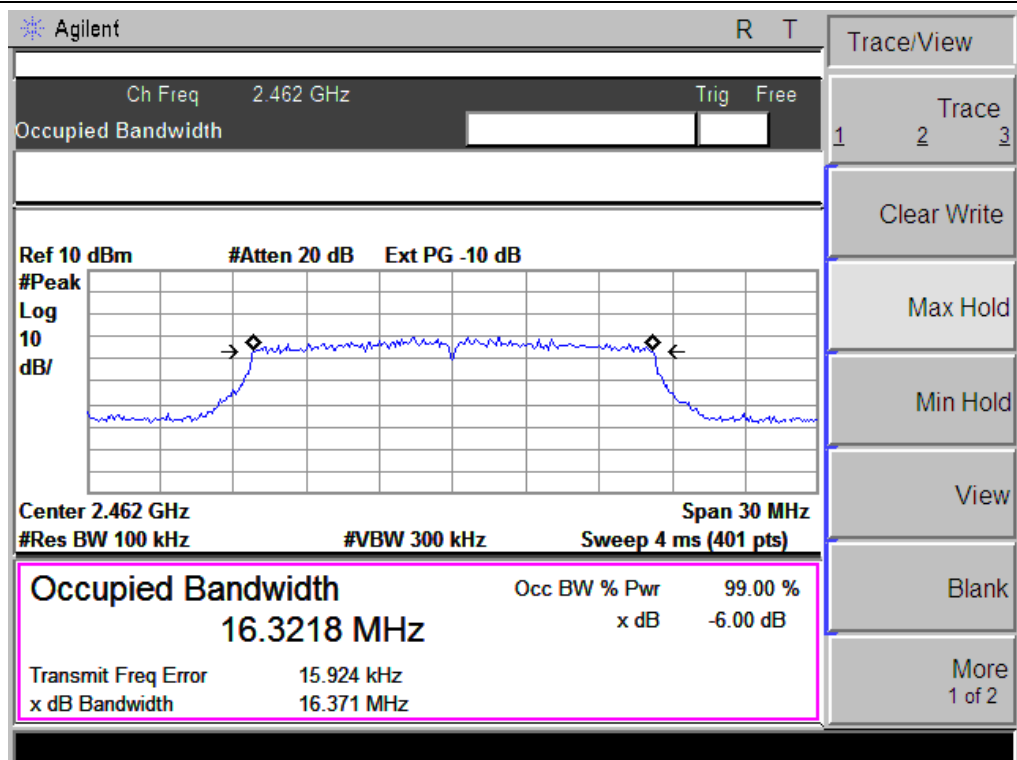 Agilent R T
Ch Freq 2.462 GHz Trig Free
Occupied Bandwidth
Ref 10 dBm #Atten 20 dB Ext PG -10 dB
#Peak
Log
10
dB/
Center 2.462 GHz Span 30 MHz
#Res BW 100 kHz #VBW 300 kHz Sweep 4 ms (401 pts)
Occupied Bandwidth
16.3218 MHz
Occ BW % Pwr 99.00 %
x dB -6.00 dB
Transmit Freq Error 15.924 kHz
x dB Bandwidth 16.371 MHz
Trace/View
Trace
1 2 3
Clear Write
Max Hold
Min Hold
View
Blank
More
1 of 2